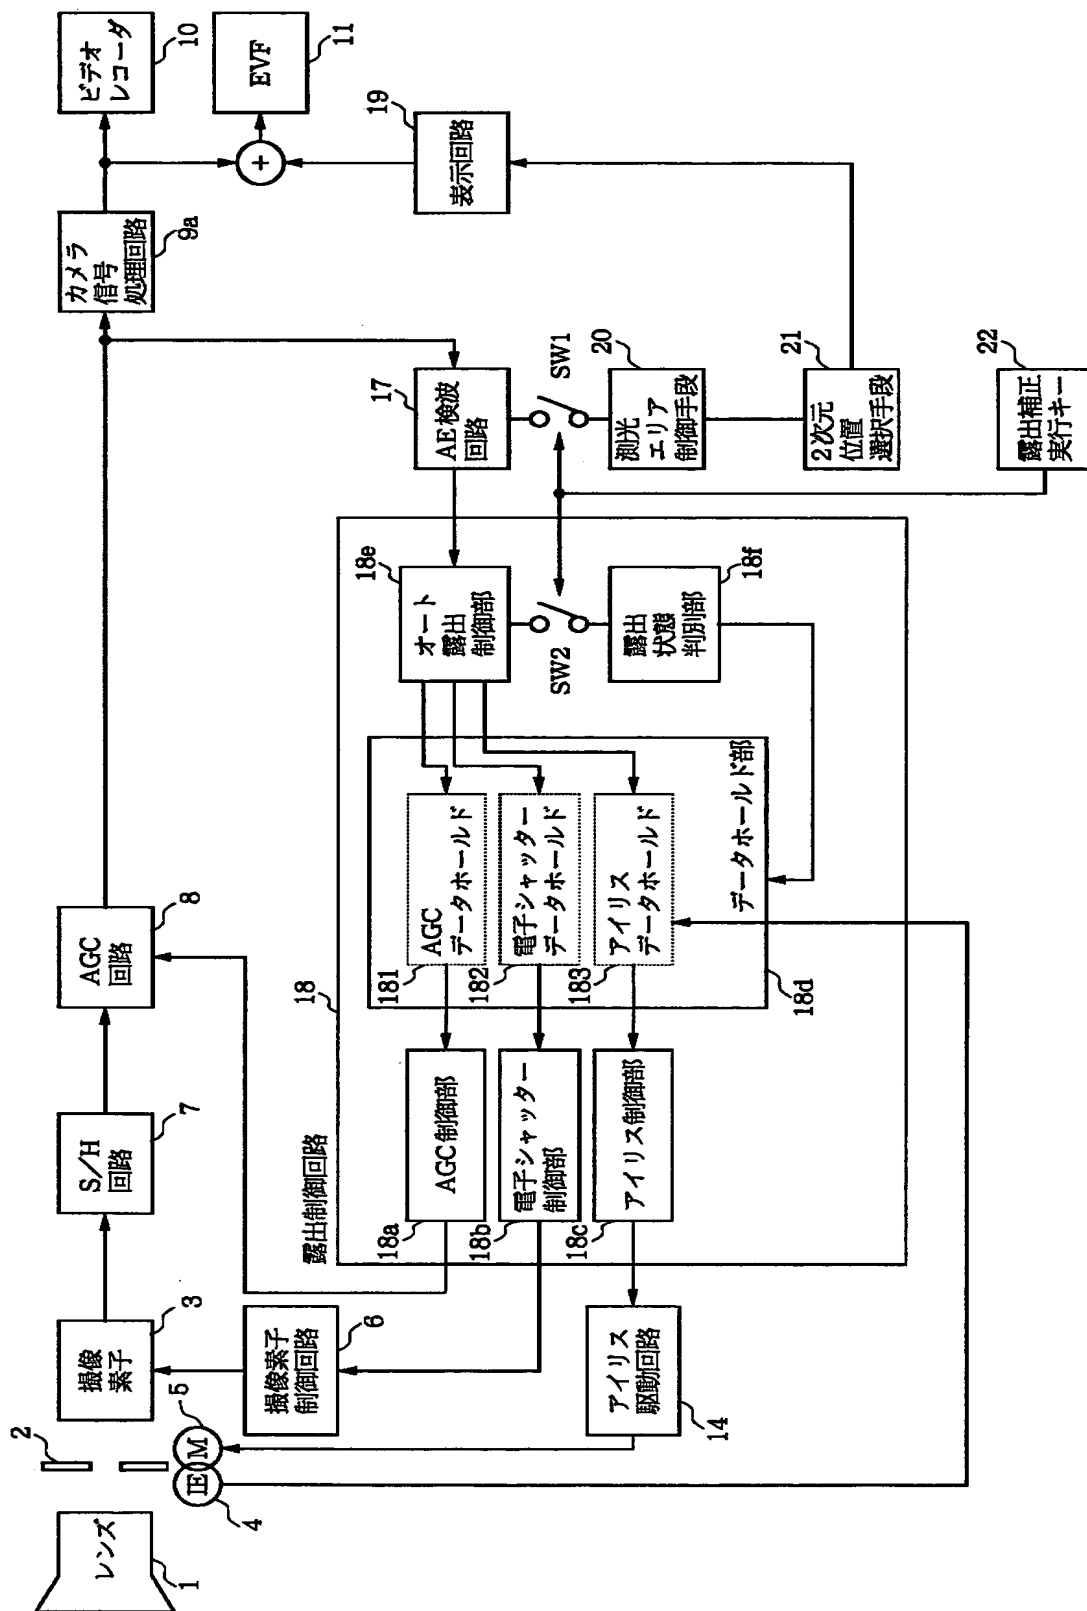 レンズ
1
2
IE
4
M
5
撮像
素子
3
撮像素子
制御回路
6
S/H
回路
7
AGC
回路
8
カメラ
信号
処理回路
9a
ビデオ
レコーダ
10
+
EVF
11
表示回路
19
AE検波
回路
17
SW1
測光
エリア
制御手段
20
2次元
位置
選択手段
21
露出補正
実行キー
22
露出制御回路
18
オート
露出
制御部
18e
SW2
露出
状態
判別部
18f
データホールド部
18d
AGC
データホールド
181
電子シャッター
データホールド
182
アイリス
データホールド
183
AGC制御部
18a
電子シャッター
制御部
18b
アイリス制御部
18c
アイリス
駆動回路
14